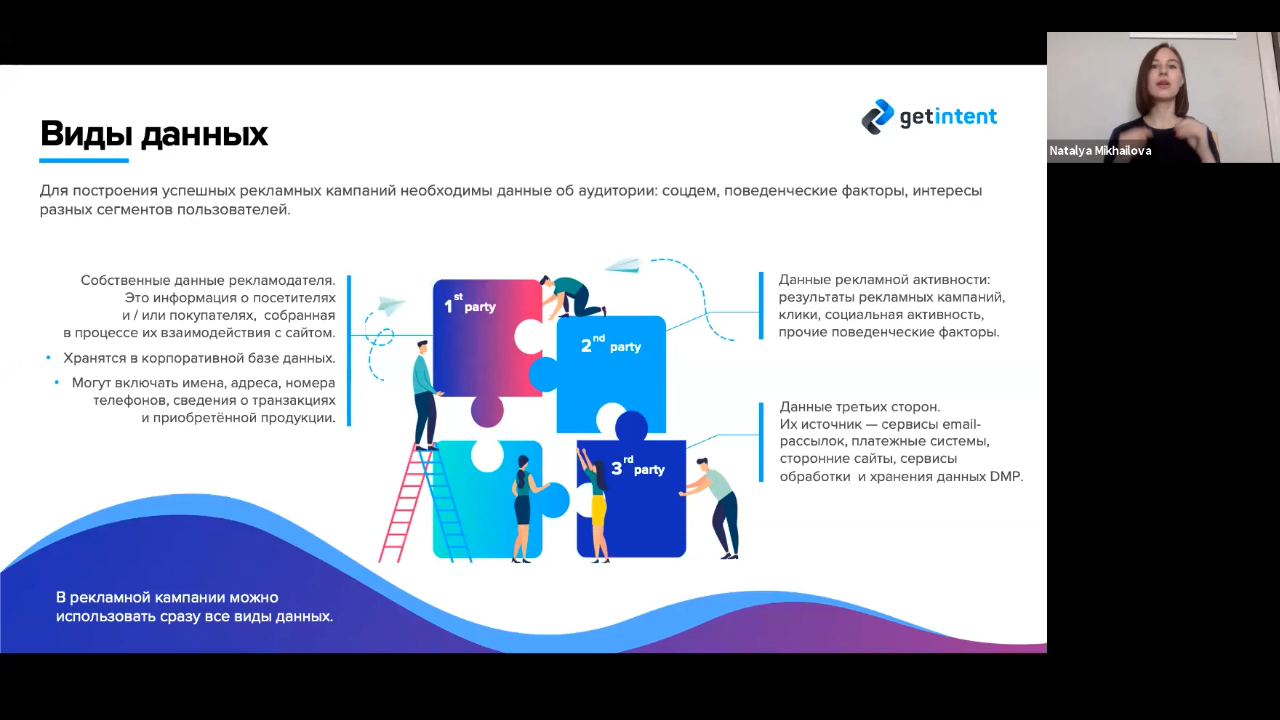 Виды данных
getintent
Natalya Mikhailova
Для построения успешных рекламных кампаний необходимы данные об аудитории: соцдем, поведенческие факторы, интересы
разных сегментов пользователей.
Собственные данные рекламодателя.
Это информация о посетителях
и / или покупателях, собранная
в процессе их взаимодействия с сайтом.
• Хранятся в корпоративной базе данных.
• Могут включать имена, адреса, номера
телефонов, сведения о транзакциях
и приобретённой продукции.
1st party
2nd party
3rd party
Данные рекламной активности:
результаты рекламных кампаний,
клики, социальная активность,
прочие поведенческие факторы.
Данные третьих сторон.
Их источник — сервисы email-
рассылок, платежные системы,
сторонние сайты, сервисы
обработки и хранения данных DMP.
В рекламной кампании можно
использовать сразу все виды данных.